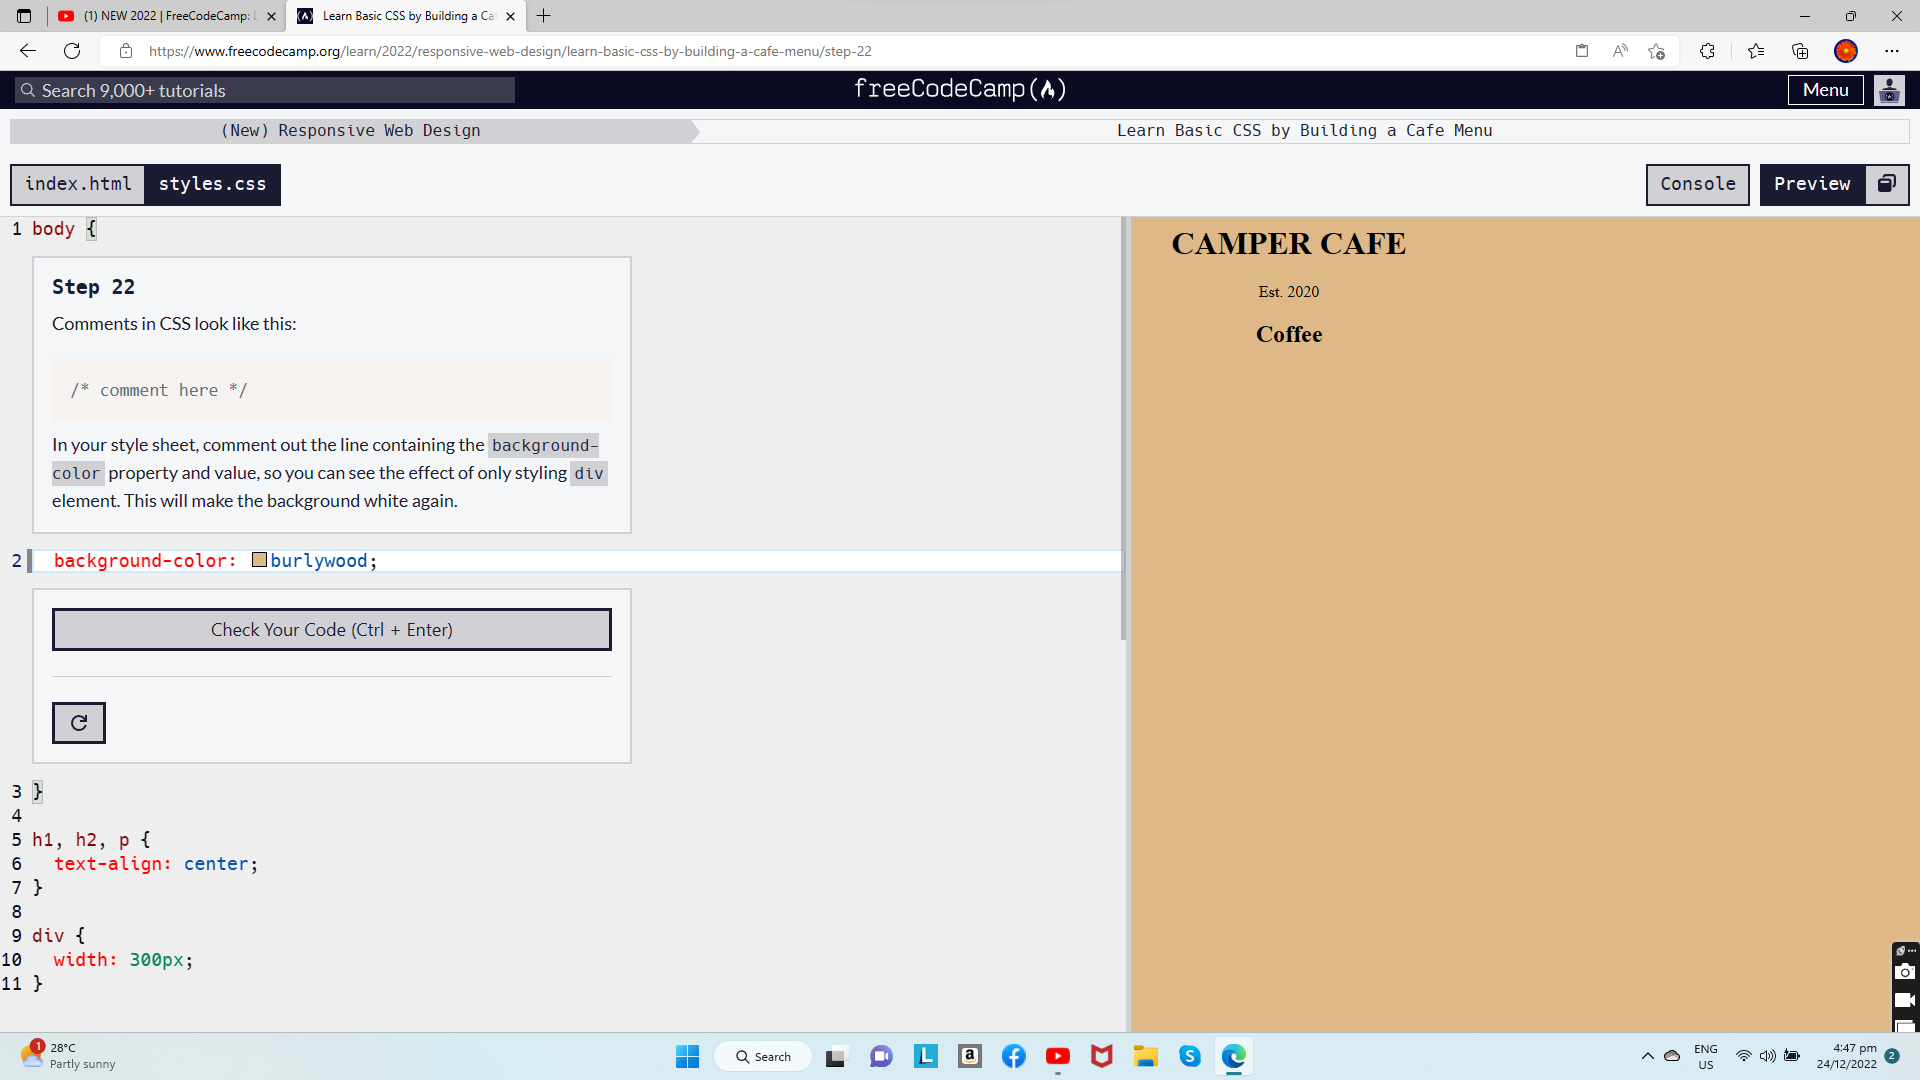 (1) NEW 2022 | FreeCodeCamp:
Learn Basic CSS by Building a Caf
https://www.freecodecamp.org/learn/2022/responsive-web-design/learn-basic-css-by-building-a-cafe-menu/step-22
Search 9,000+ tutorials
freeCodeCamp
Menu
(New) Responsive Web Design
Learn Basic CSS by Building a Cafe Menu
index.html
styles.css
Console
Preview
1 body {
Step 22
Comments in CSS look like this:
/* comment here */
In your style sheet, comment out the line containing the background-
color property and value, so you can see the effect of only styling div
element. This will make the background white again.
2 background-color: burlywood;
Check Your Code (Ctrl + Enter)
3 }
4
5 h1, h2, p {
6 text-align: center;
7 }
8
9 div {
10 width: 300px;
11 }
CAMPER CAFE
Est. 2020
Coffee
1
28°C
Partly sunny
Search
L
a
S
ENG
US
4:47 pm
24/12/2022
2